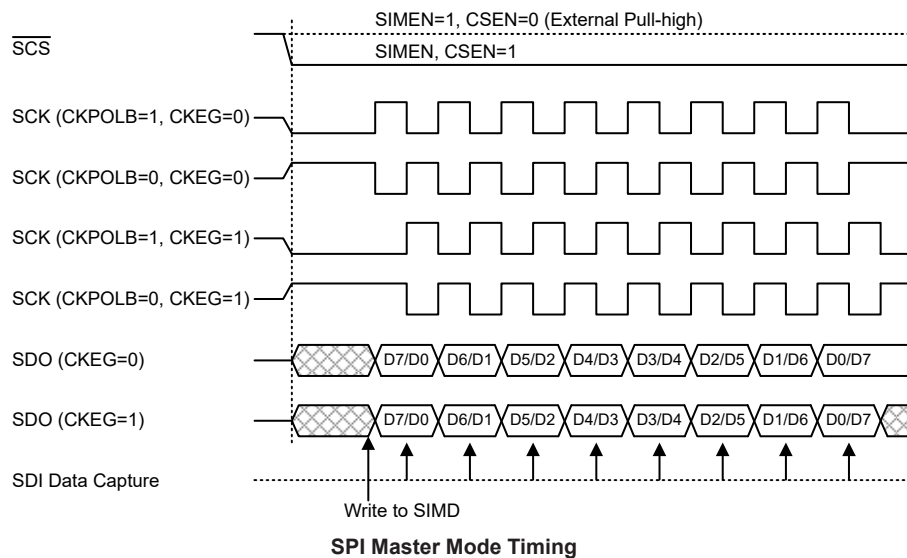 SIMEN=1, CSEN=0 (External Pull-high)
SCS
SIMEN, CSEN=1
SCK (CKPOLB=1, CKEG=0)
SCK (CKPOLB=0, CKEG=0)
SCK (CKPOLB=1, CKEG=1)
SCK (CKPOLB=0, CKEG=1)
SDO (CKEG=0) D7/D0 D6/D1 D5/D2 D4/D3 D3/D4 D2/D5 D1/D6 D0/D7
SDO (CKEG=1) D7/D0 D6/D1 D5/D2 D4/D3 D3/D4 D2/D5 D1/D6 D0/D7
SDI Data Capture
Write to SIMD
SPI Master Mode Timing